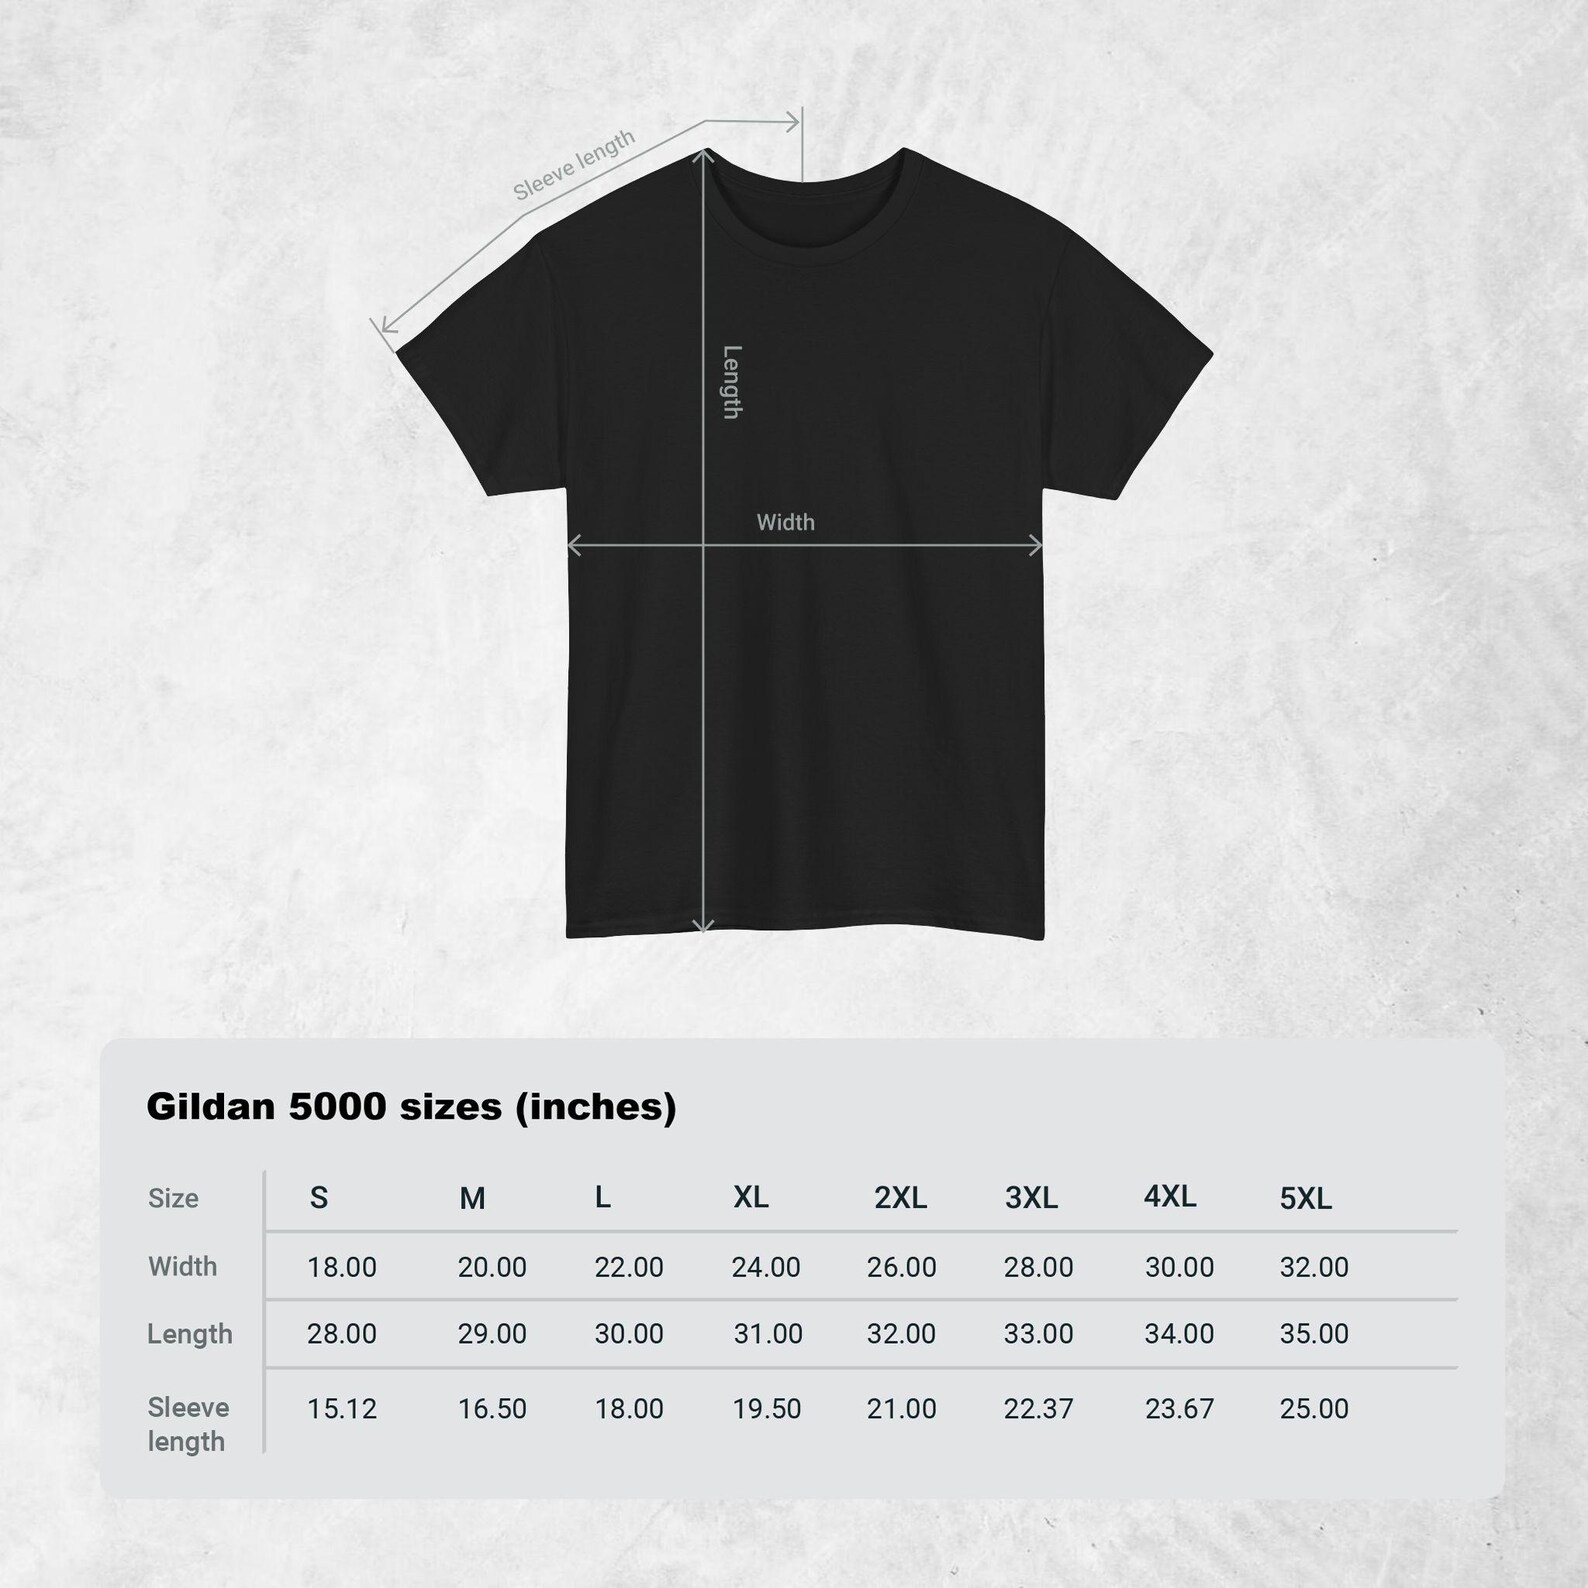 Sleeve length
Length
Width
Gildan 5000 sizes (inches)
Size S M L XL 2XL 3XL 4XL 5XL
Width 18.00 20.00 22.00 24.00 26.00 28.00 30.00 32.00
Length 28.00 29.00 30.00 31.00 32.00 33.00 34.00 35.00
Sleeve length 15.12 16.50 18.00 19.50 21.00 22.37 23.67 25.00